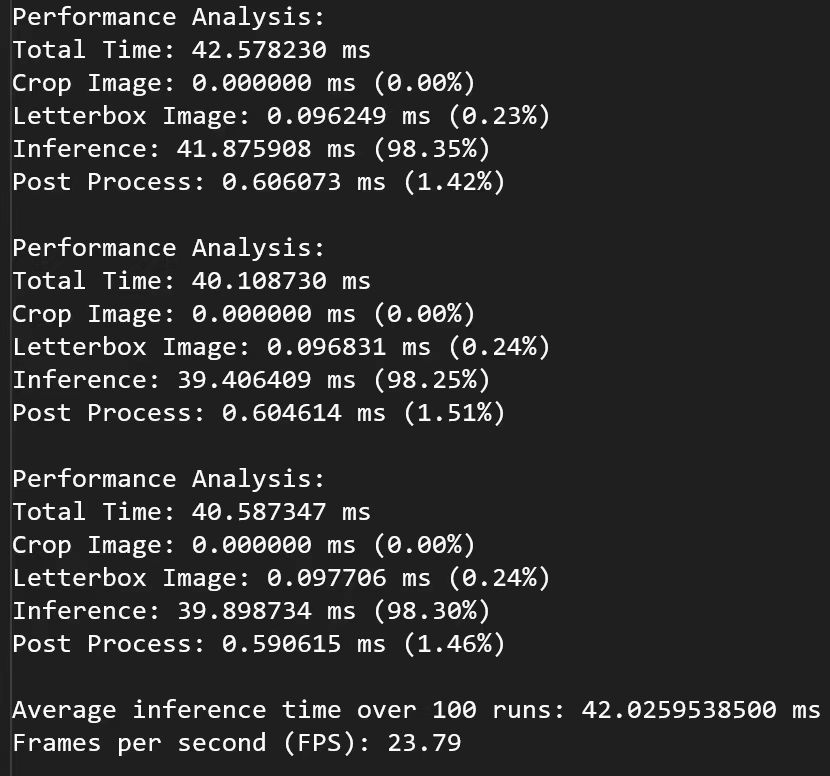 Performance Analysis:
Total Time: 42.578230 ms
Crop Image: 0.000000 ms (0.00%)
Letterbox Image: 0.096249 ms (0.23%)
Inference: 41.875908 ms (98.35%)
Post Process: 0.606073 ms (1.42%)
Performance Analysis:
Total Time: 40.108730 ms
Crop Image: 0.000000 ms (0.00%)
Letterbox Image: 0.096831 ms (0.24%)
Inference: 39.406409 ms (98.25%)
Post Process: 0.604614 ms (1.51%)
Performance Analysis:
Total Time: 40.587347 ms
Crop Image: 0.000000 ms (0.00%)
Letterbox Image: 0.097706 ms (0.24%)
Inference: 39.898734 ms (98.30%)
Post Process: 0.590615 ms (1.46%)
Average inference time over 100 runs: 42.0259538500 ms
Frames per second (FPS): 23.79